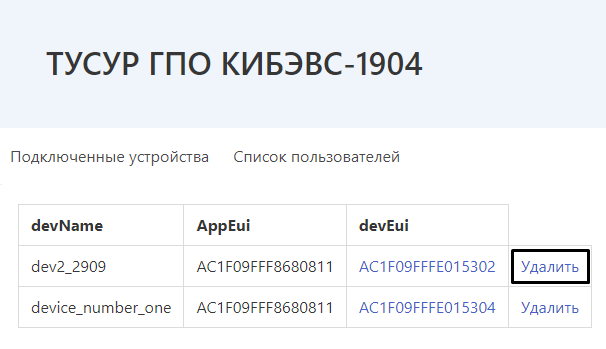 ТУСУР ГПО КИБЭВС-1904
Подключенные устройства Список пользователей
devName AppEui devEui
dev2_2909 AC1F09FFF8680811 AC1F09FFFE015302 Удалить
device_number_one AC1F09FFF8680811 AC1F09FFFE015304 Удалить